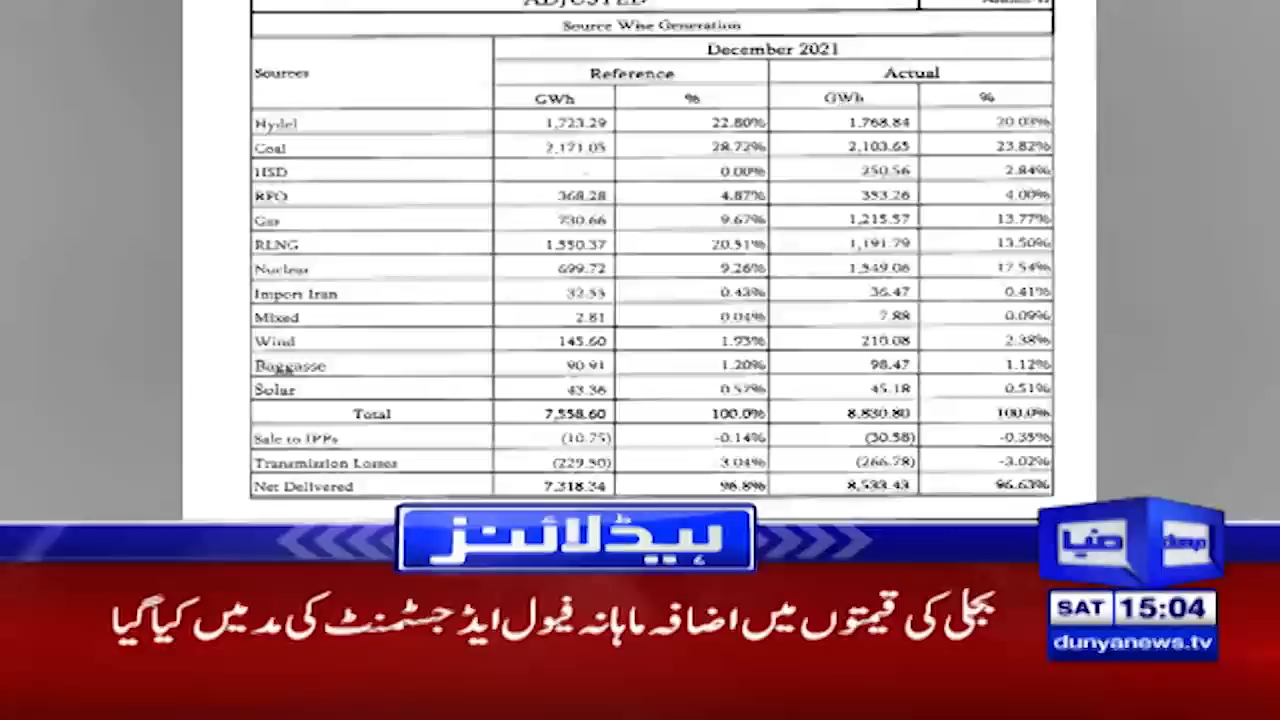 ADJUSTED
Source Wise Generation
December 2021
Sources Reference Actual
GWh % GWh %
Hydel 1,723.29 22.80% 1,768.84 20.03%
Coal 2,171.05 28.72% 2,103.65 23.82%
HSD - 0.00% 250.56 2.84%
RFO 368.28 4.87% 353.26 4.00%
Gas 730.66 9.67% 1,215.57 13.77%
RLNG 1,550.37 20.51% 1,191.79 13.50%
Nuclear 699.72 9.26% 1,549.06 17.54%
Import Iran 32.53 0.43% 36.47 0.41%
Mixed 2.81 0.04% 7.88 0.09%
Wind 145.60 1.93% 210.08 2.38%
Baggasse 90.91 1.20% 98.47 1.12%
Solar 43.36 0.57% 45.18 0.51%
Total 7,558.60 100.0% 8,830.80 100.0%
Sale to IPPs (10.75) -0.14% (30.58) -0.35%
Transmission Losses (229.50) 3.04% (266.78) -3.02%
Net Delivered 7,318.34 96.8% 8,533.43 96.63%
ہیڈلائنز
دنیا dunya
بجلی کی قیمتوں میں اضافہ ماہانہ فیول ایڈجسٹمنٹ کی مد میں کیا گیا
SAT 15:04
dunyanews.tv